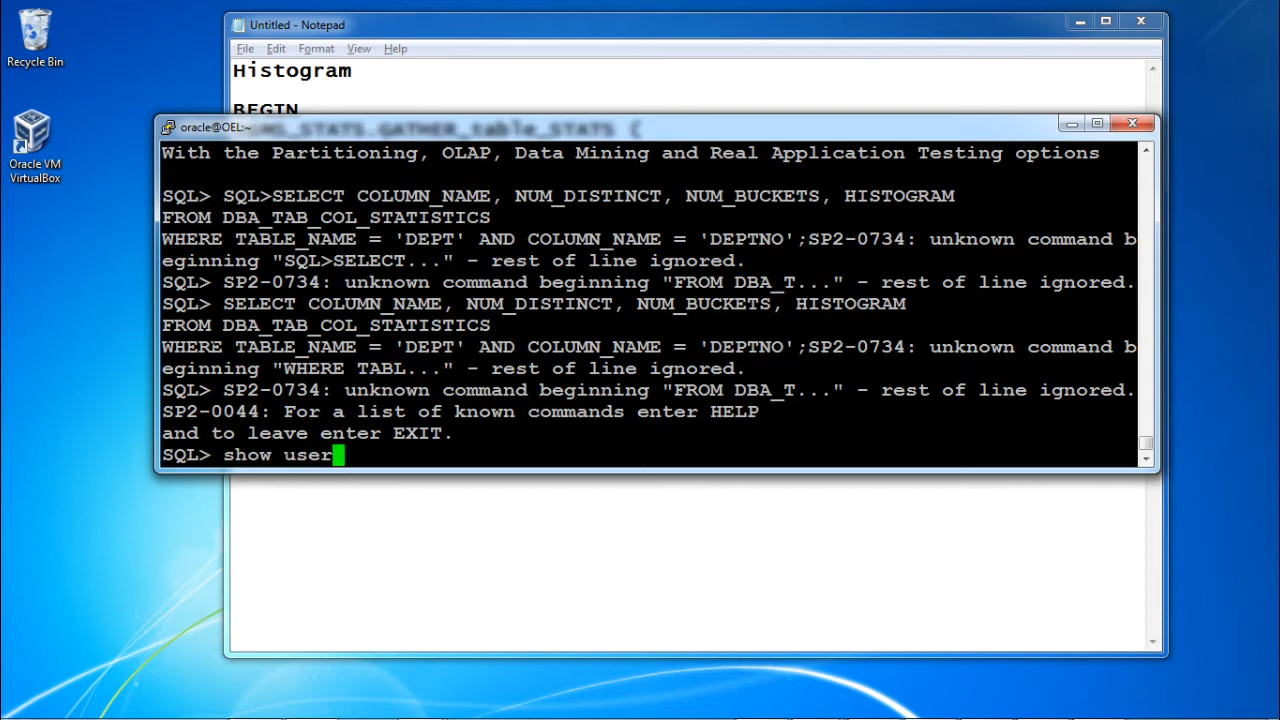 Recycle Bin
Oracle VM
VirtualBox
Untitled - Notepad
File Edit Format View Help
Histogram
BEGIN
oracle@OEL:~
_STATS.GATHER_table_STATS (
With the Partitioning, OLAP, Data Mining and Real Application Testing options
SQL> SQL>SELECT COLUMN_NAME, NUM_DISTINCT, NUM_BUCKETS, HISTOGRAM
FROM DBA_TAB_COL_STATISTICS
WHERE TABLE_NAME = 'DEPT' AND COLUMN_NAME = 'DEPTNO';SP2-0734: unknown command b
eginning "SQL>SELECT..." - rest of line ignored.
SQL> SP2-0734: unknown command beginning "FROM DBA_T..." - rest of line ignored.
SQL> SELECT COLUMN_NAME, NUM_DISTINCT, NUM_BUCKETS, HISTOGRAM
FROM DBA_TAB_COL_STATISTICS
WHERE TABLE_NAME = 'DEPT' AND COLUMN_NAME = 'DEPTNO';SP2-0734: unknown command b
eginning "WHERE TABL..." - rest of line ignored.
SQL> SP2-0734: unknown command beginning "FROM DBA_T..." - rest of line ignored.
SP2-0044: For a list of known commands enter HELP
and to leave enter EXIT.
SQL> show user